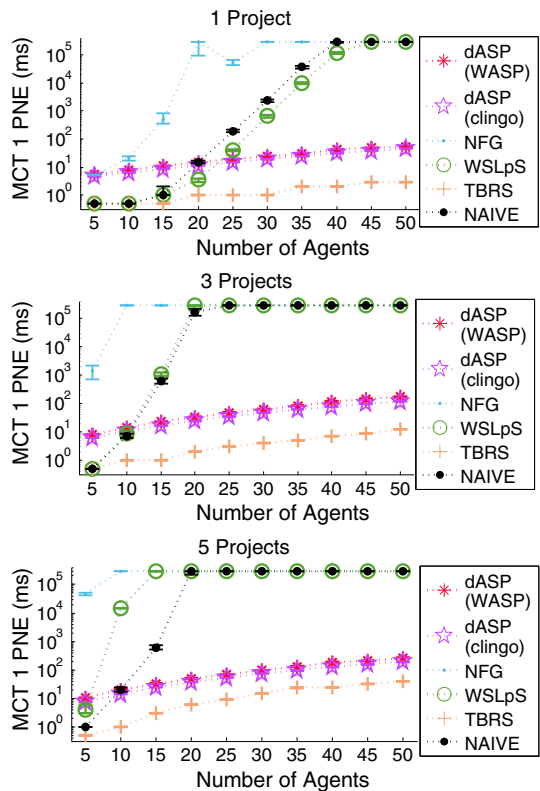 1 Project
MCT 1 PNE (ms)
10^5
10^4
10^3
10^2
10^1
10^0
5 10 15 20 25 30 35 40 45 50
Number of Agents
dASP
(WASP)
dASP
(clingo)
NFG
WSLpS
TBRS
NAIVE
3 Projects
MCT 1 PNE (ms)
10^5
10^4
10^3
10^2
10^1
10^0
5 10 15 20 25 30 35 40 45 50
Number of Agents
dASP
(WASP)
dASP
(clingo)
NFG
WSLpS
TBRS
NAIVE
5 Projects
MCT 1 PNE (ms)
10^5
10^4
10^3
10^2
10^1
10^0
5 10 15 20 25 30 35 40 45 50
Number of Agents
dASP
(WASP)
dASP
(clingo)
NFG
WSLpS
TBRS
NAIVE